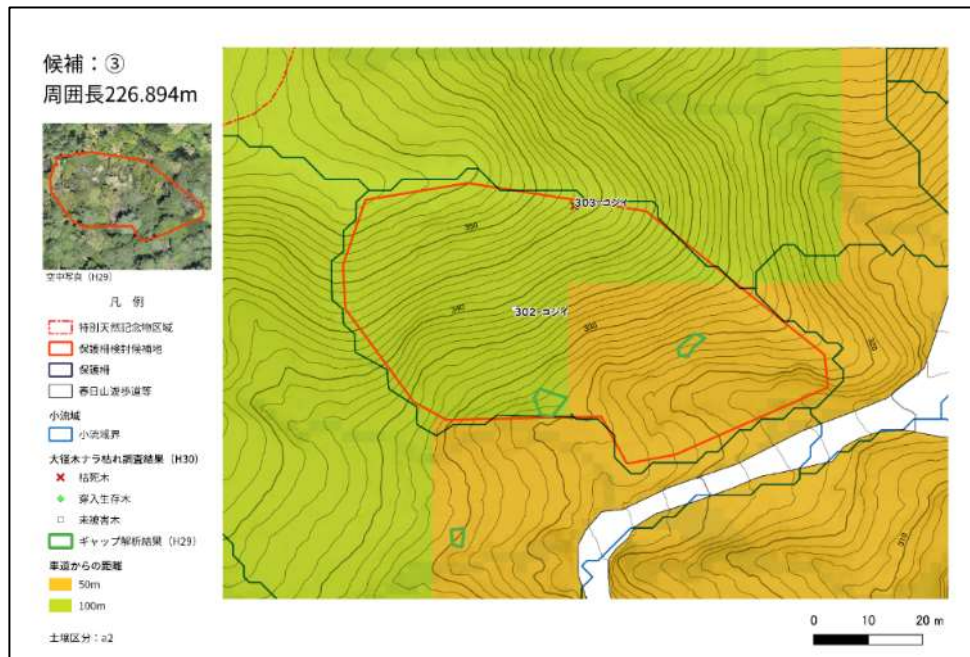 候補：③
周囲長226.894m
空中写真（H29）
凡 例
特別天然記念物区域
保護柵検討候補地
保護柵
春日山遊歩道等
小流域
小流域界
大径木ナラ枯れ調査結果（H30）
枯死木
穿入生存木
未被害木
ギャップ解析結果（H29）
車道からの距離
50m
100m
土壌区分：a2
303-コジイ
350
302-コジイ
340
330
320
310
0 10 20 m